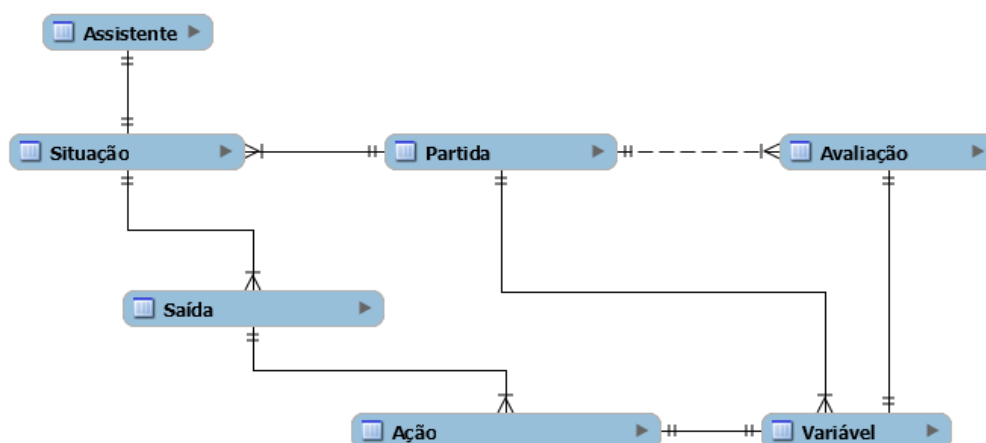 Assistente
Situação
Partida
Avaliação
Saída
Ação
Variável